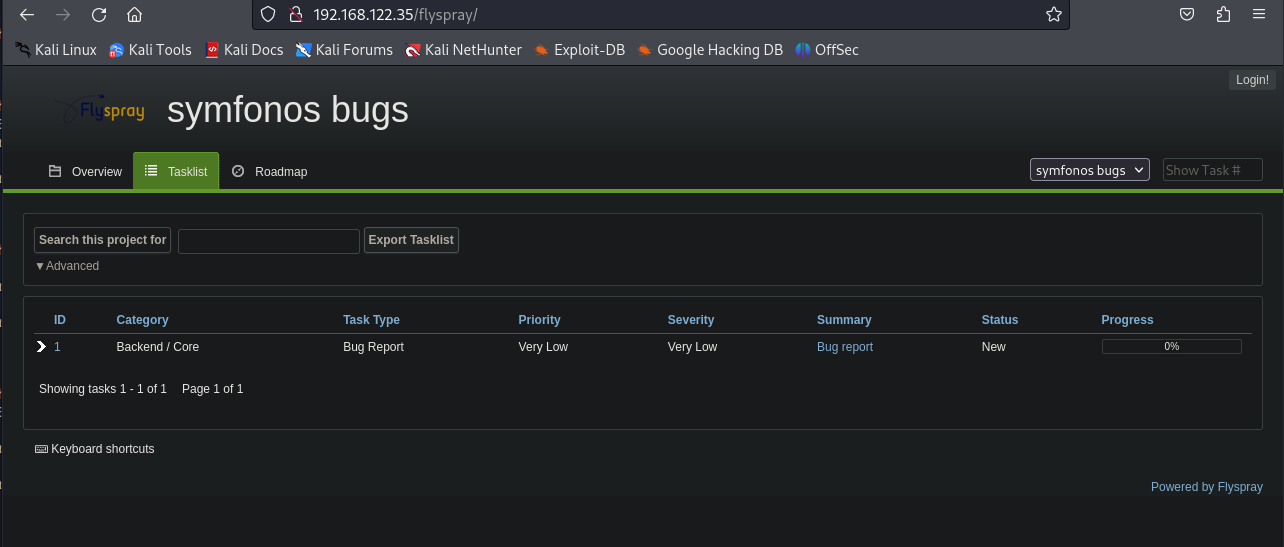 192.168.122.35/flyspray/
Kali Linux Kali Tools Kali Docs Kali Forums Kali NetHunter Exploit-DB Google Hacking DB OffSec
Login!
Flyspray symfonos bugs
Overview Tasklist Roadmap symfonos bugs Show Task #
Search this project for Export Tasklist
▼Advanced
ID Category Task Type Priority Severity Summary Status Progress
1 Backend / Core Bug Report Very Low Very Low Bug report New 0%
Showing tasks 1 - 1 of 1 Page 1 of 1
Keyboard shortcuts
Powered by Flyspray